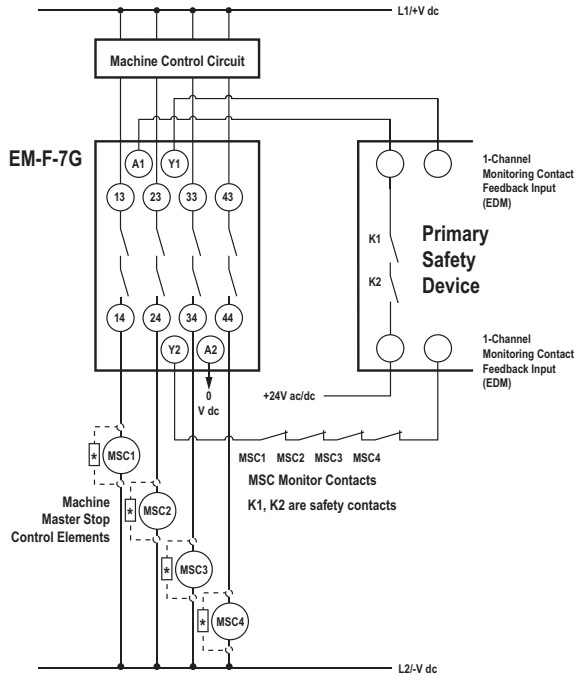 L1/+V dc
Machine Control Circuit
EM-F-7G
A1
Y1
13
23
33
43
14
24
34
44
Y2
A2
0
V dc
1-Channel
Monitoring Contact
Feedback Input
(EDM)
K1
K2
Primary
Safety
Device
1-Channel
Monitoring Contact
Feedback Input
(EDM)
+24V ac/dc
MSC1 MSC2 MSC3 MSC4
MSC Monitor Contacts
K1, K2 are safety contacts
* MSC1
Machine
Master Stop
Control Elements
* MSC2
* MSC3
* MSC4
L2/-V dc